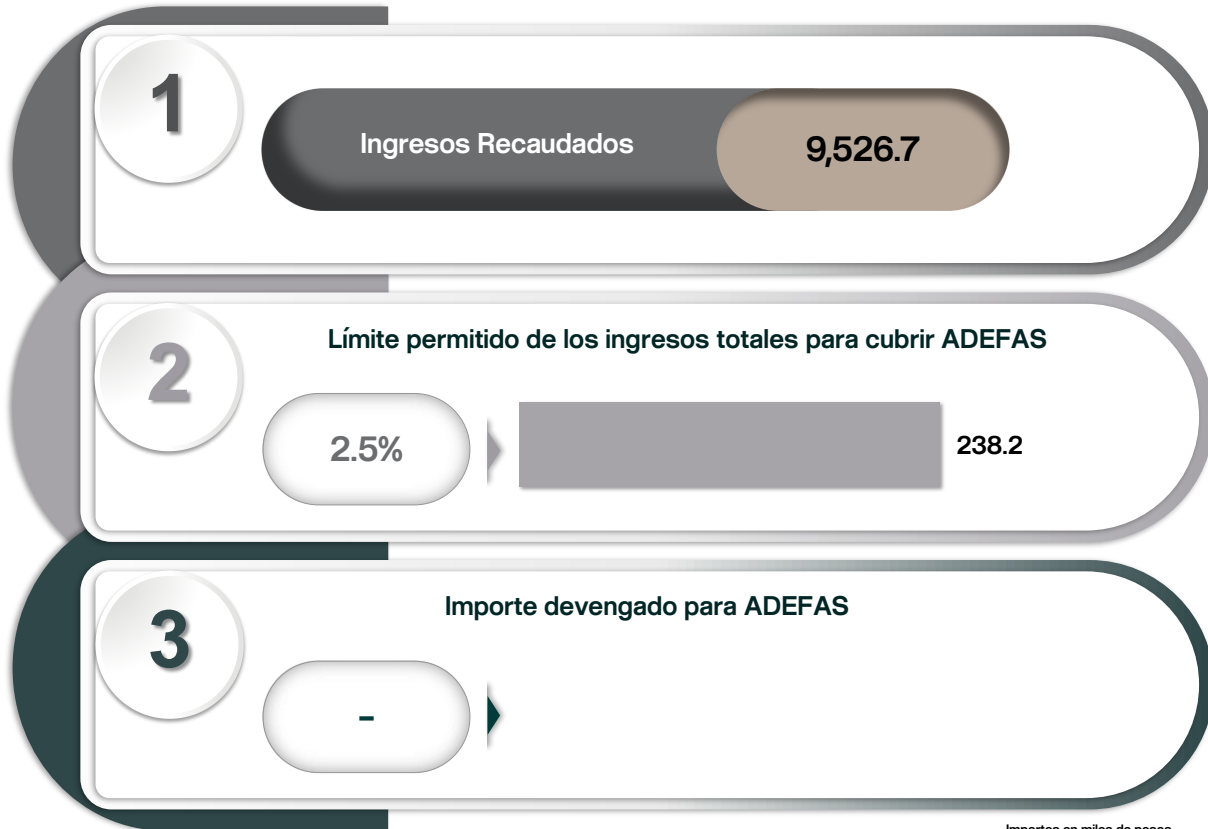 1
Ingresos Recaudados
9,526.7
2
Límite permitido de los ingresos totales para cubrir ADEFAS
2.5%
238.2
3
Importe devengado para ADEFAS
-
Importes en miles de pesos